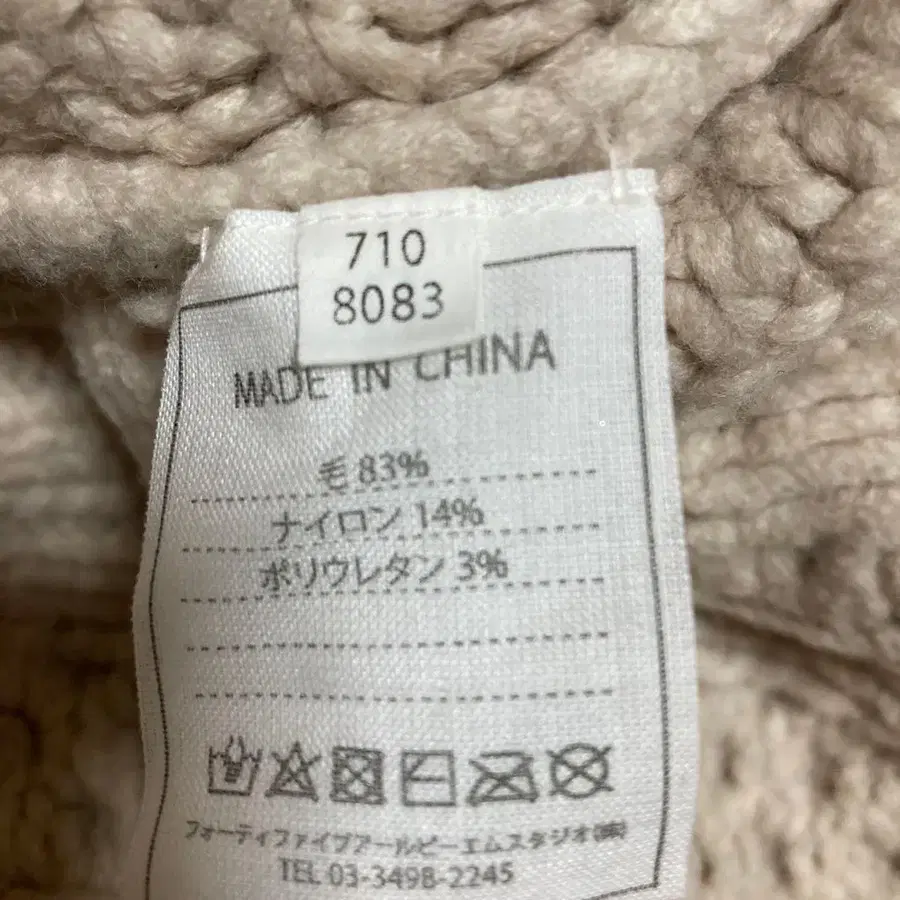 710
8083
MADE IN CHINA
毛 83%
ナイロン 14%
ポリウレタン 3%
フォーティファイブアールピーエムスタジオ(株)
TEL 03-3498-2245